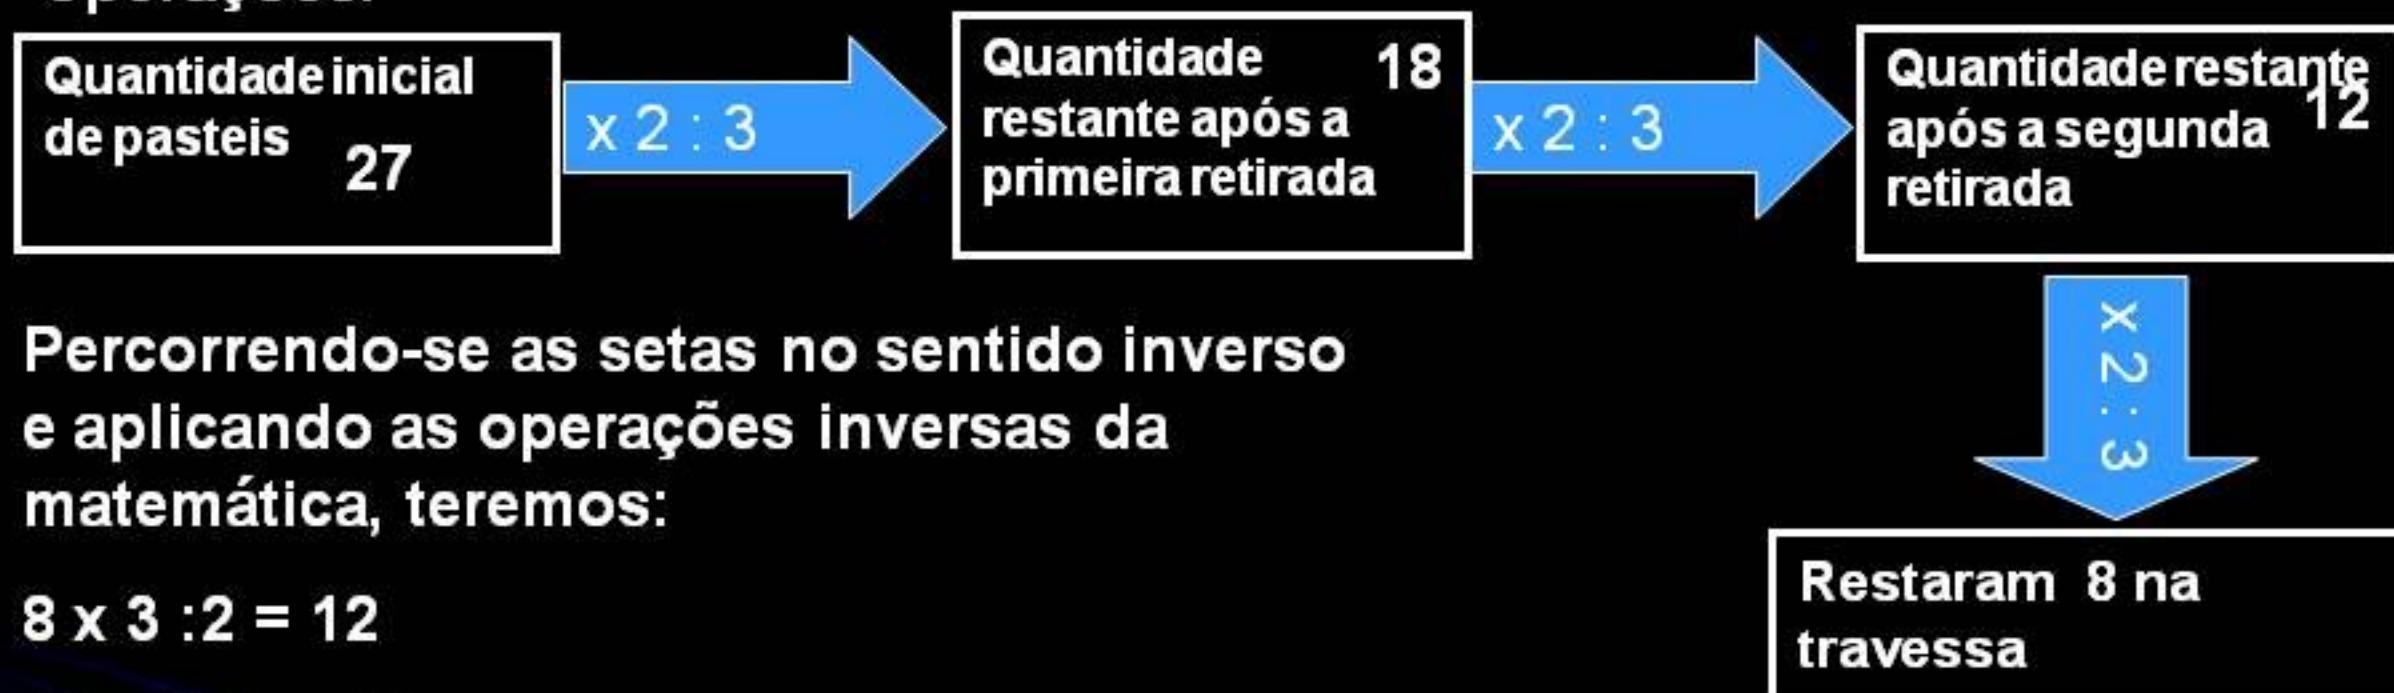 Quantidade inicial
de pasteis
27
x 2 : 3
Quantidade 18
restante após a
primeira retirada
x 2 : 3
Quantidade restante
12
após a segunda
retirada
x 2 : 3
Percorrendo-se as setas no sentido inverso
e aplicando as operações inversas da
matemática, teremos:
8 x 3 :2 = 12
Restaram 8 na
travessa